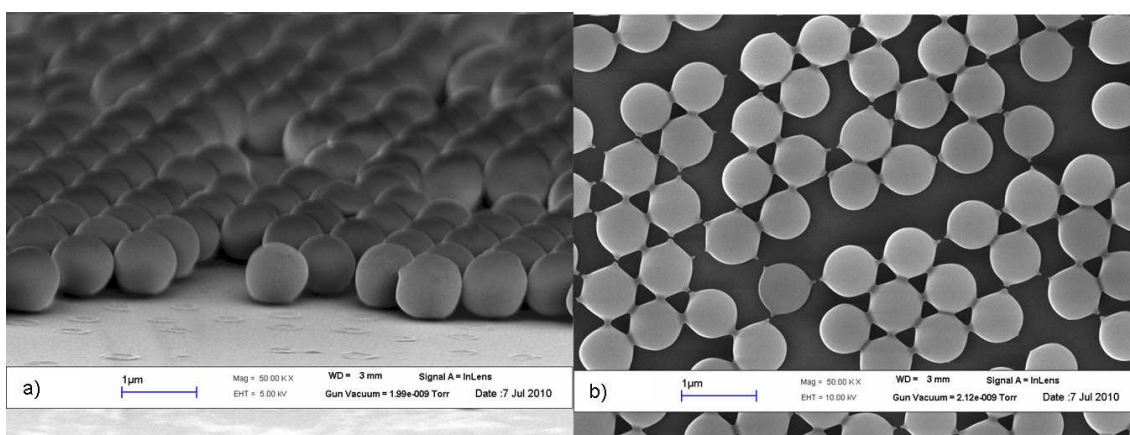 a)
1µm
Mag = 50.00 K X
EHT = 5.00 kV
WD = 3 mm
Signal A = InLens
Gun Vacuum = 1.99e-009 Torr
Date :7 Jul 2010
b)
1µm
Mag = 50.00 K X
EHT = 10.00 kV
WD = 3 mm
Signal A = InLens
Gun Vacuum = 2.12e-009 Torr
Date :7 Jul 2010